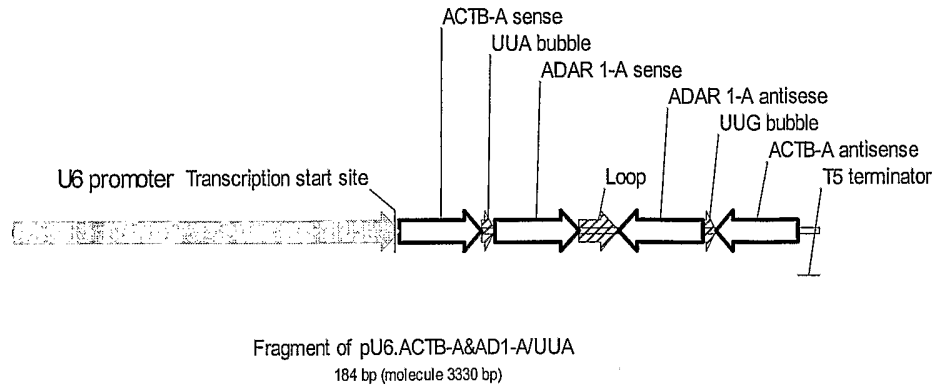 ACTB-A sense
UUA bubble
ADAR 1-A sense
ADAR 1-A antisese
UUG bubble
ACTB-A antisense
U6 promoter
Transcription start site
Loop
T5 terminator
Fragment of pU6.ACTB-A&AD1-A/UUA
184 bp (molecule 3330 bp)